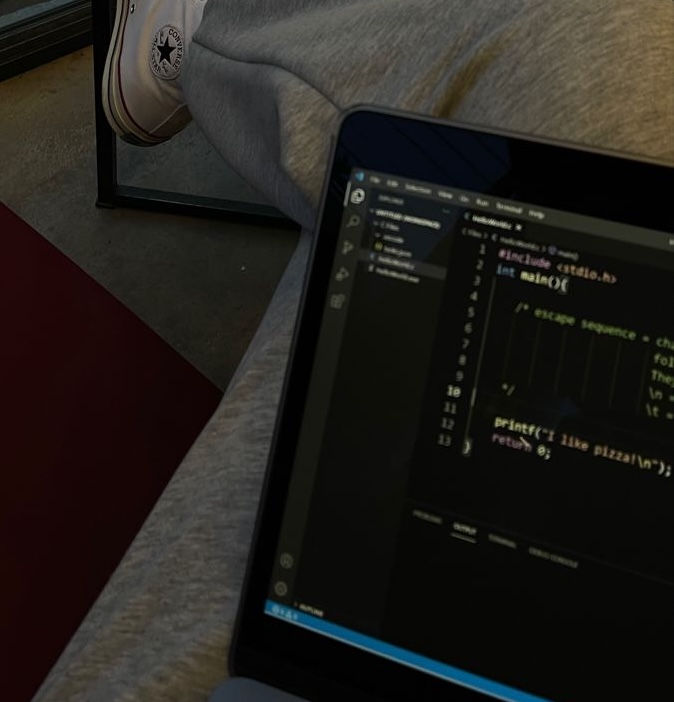 CONVERSE
File Edit Selection View Go Run Terminal Help
EXPLORER
helloWorld.c
UNTITLED (WORKSPACE)
1 #include <stdio.h>
2 int main(){
3
4
5 /* escape sequence = cha
6 fol
7 The
8 \n =
9 \t =
10 */
11
12 printf("I like pizza!\n");
13 return 0;
}
PROBLEMS OUTPUT TERMINAL DEBUG CONSOLE
OUTLINE